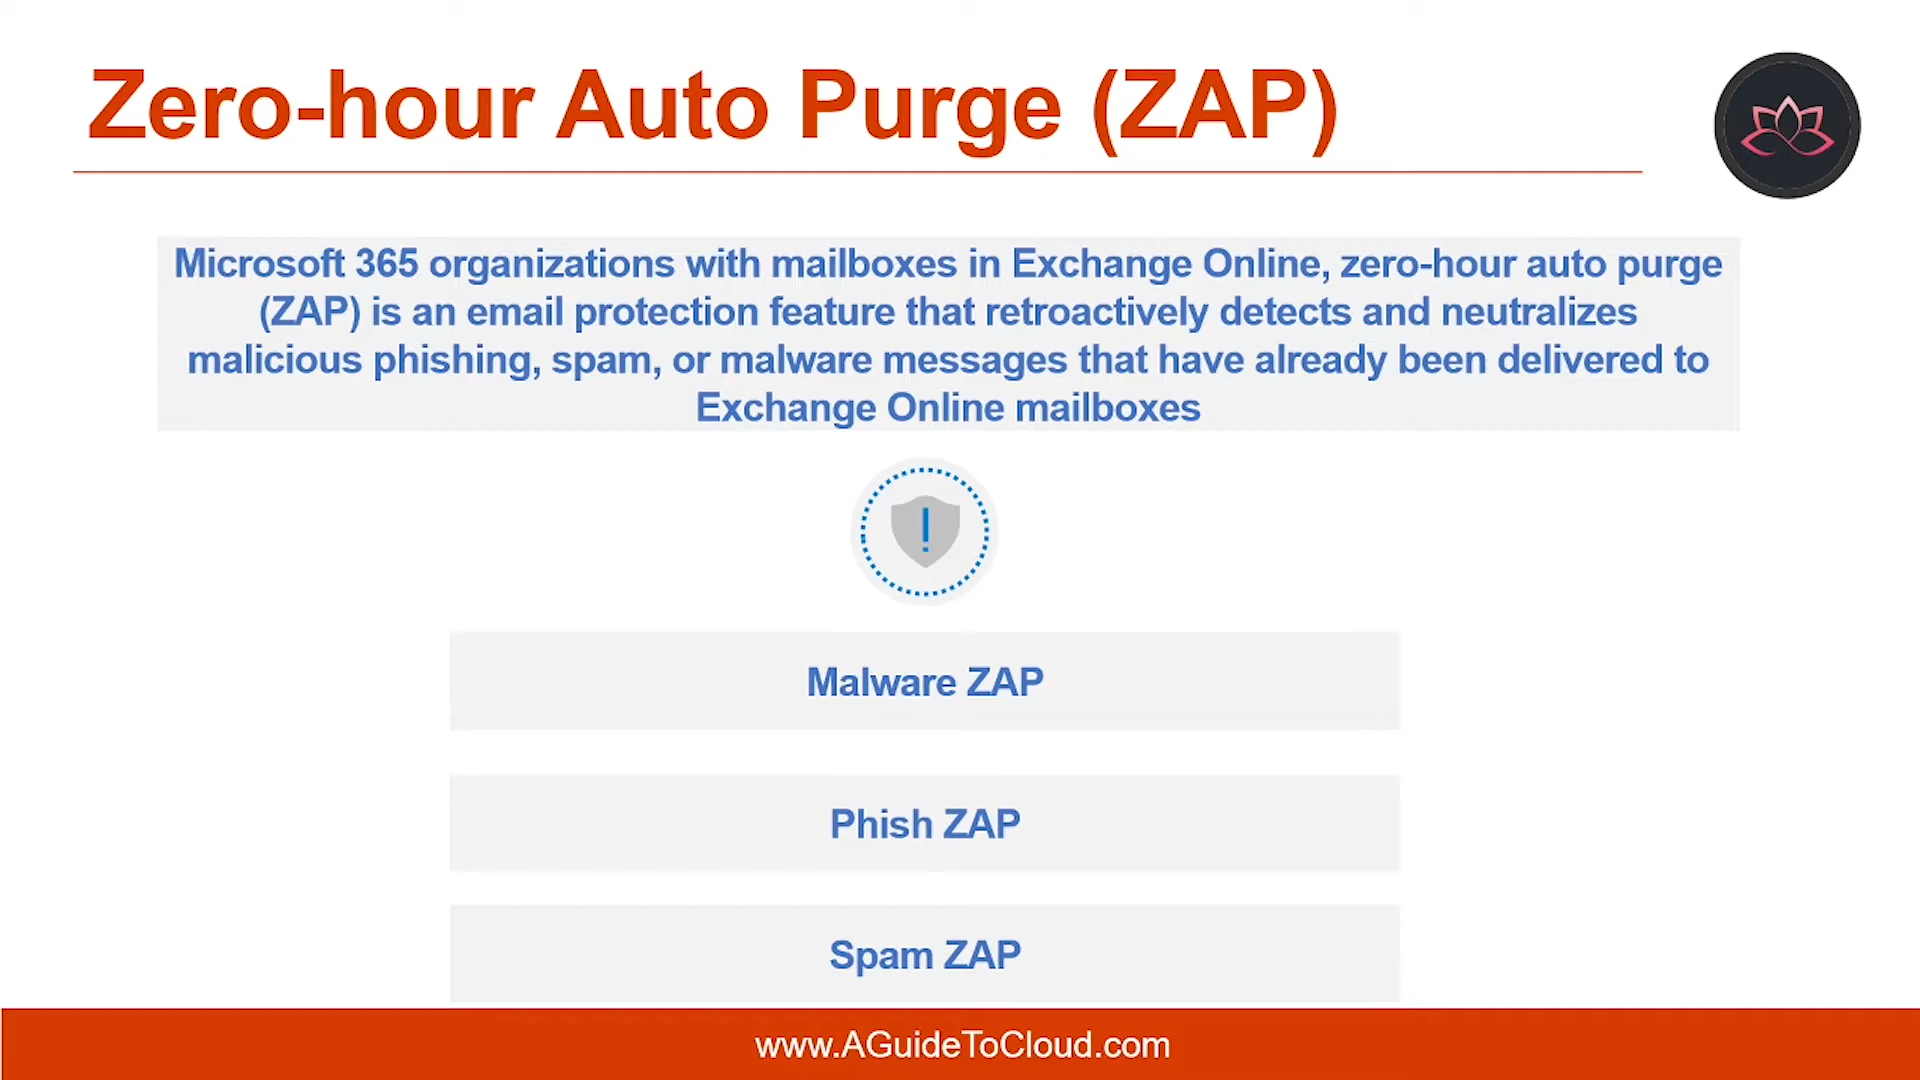 Zero-hour Auto Purge (ZAP)
Microsoft 365 organizations with mailboxes in Exchange Online, zero-hour auto purge
(ZAP) is an email protection feature that retroactively detects and neutralizes
malicious phishing, spam, or malware messages that have already been delivered to
Exchange Online mailboxes
Malware ZAP
Phish ZAP
Spam ZAP
www.AGuideToCloud.com